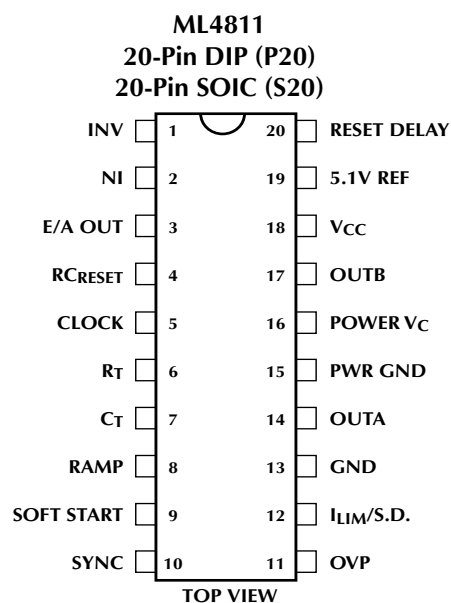 ML4811
20-Pin DIP (P20)
20-Pin SOIC (S20)
INV 1 20 RESET DELAY
NI 2 19 5.1V REF
E/A OUT 3 18 VCC
RCRESET 4 17 OUTB
CLOCK 5 16 POWER VC
RT 6 15 PWR GND
CT 7 14 OUTA
RAMP 8 13 GND
SOFT START 9 12 ILIM/S.D.
SYNC 10 11 OVP
TOP VIEW